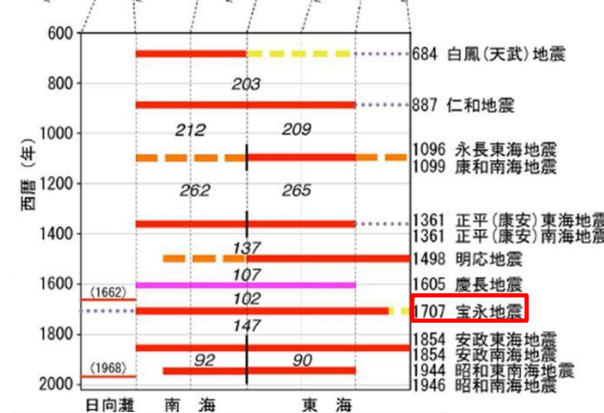 西暦（年）
600
800
1000
1200
1400
1600
1800
2000
203
212
209
262
265
137
107
102
147
92
90
(1662)
(1968)
684 白鳳(天武)地震
887 仁和地震
1096 永長東海地震
1099 康和南海地震
1361 正平(康安)東海地震
1361 正平(康安)南海地震
1498 明応地震
1605 慶長地震
1707 宝永地震
1854 安政東海地震
1854 安政南海地震
1944 昭和東南海地震
1946 昭和南海地震
日向灘 南 海 東 海